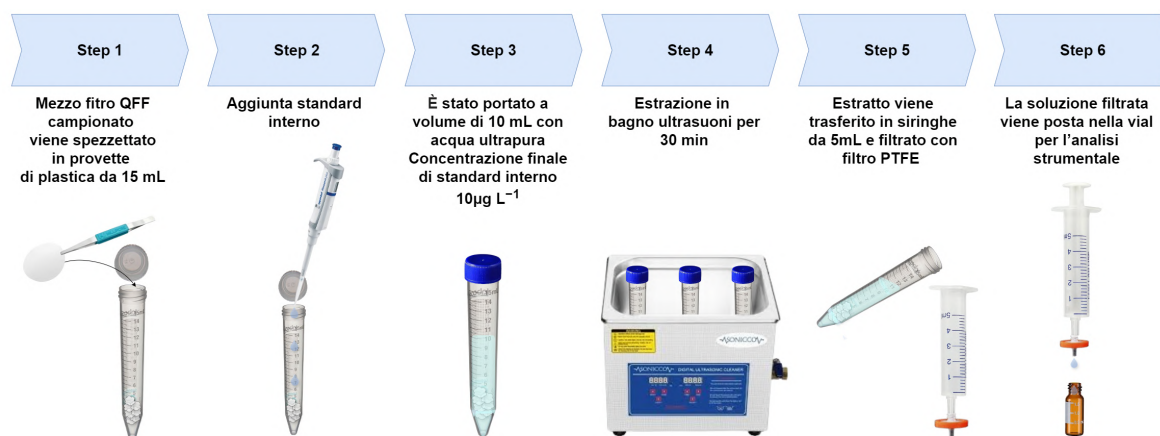 Step 1
Mezzo fitro QFF
campionato
viene spezzettato
in provette
di plastica da 15 mL
Step 2
Aggiunta standard
interno
Step 3
È stato portato a
volume di 10 mL con
acqua ultrapura
Concentrazione finale
di standard interno
10µg L⁻¹
Step 4
Estrazione in
bagno ultrasuoni per
30 min
Step 5
Estratto viene
trasferito in siringhe
da 5mL e filtrato con
filtro PTFE
Step 6
La soluzione filtrata
viene posta nella vial
per l'analisi
strumentale
DIGITAL ULTRASONIC CLEANER